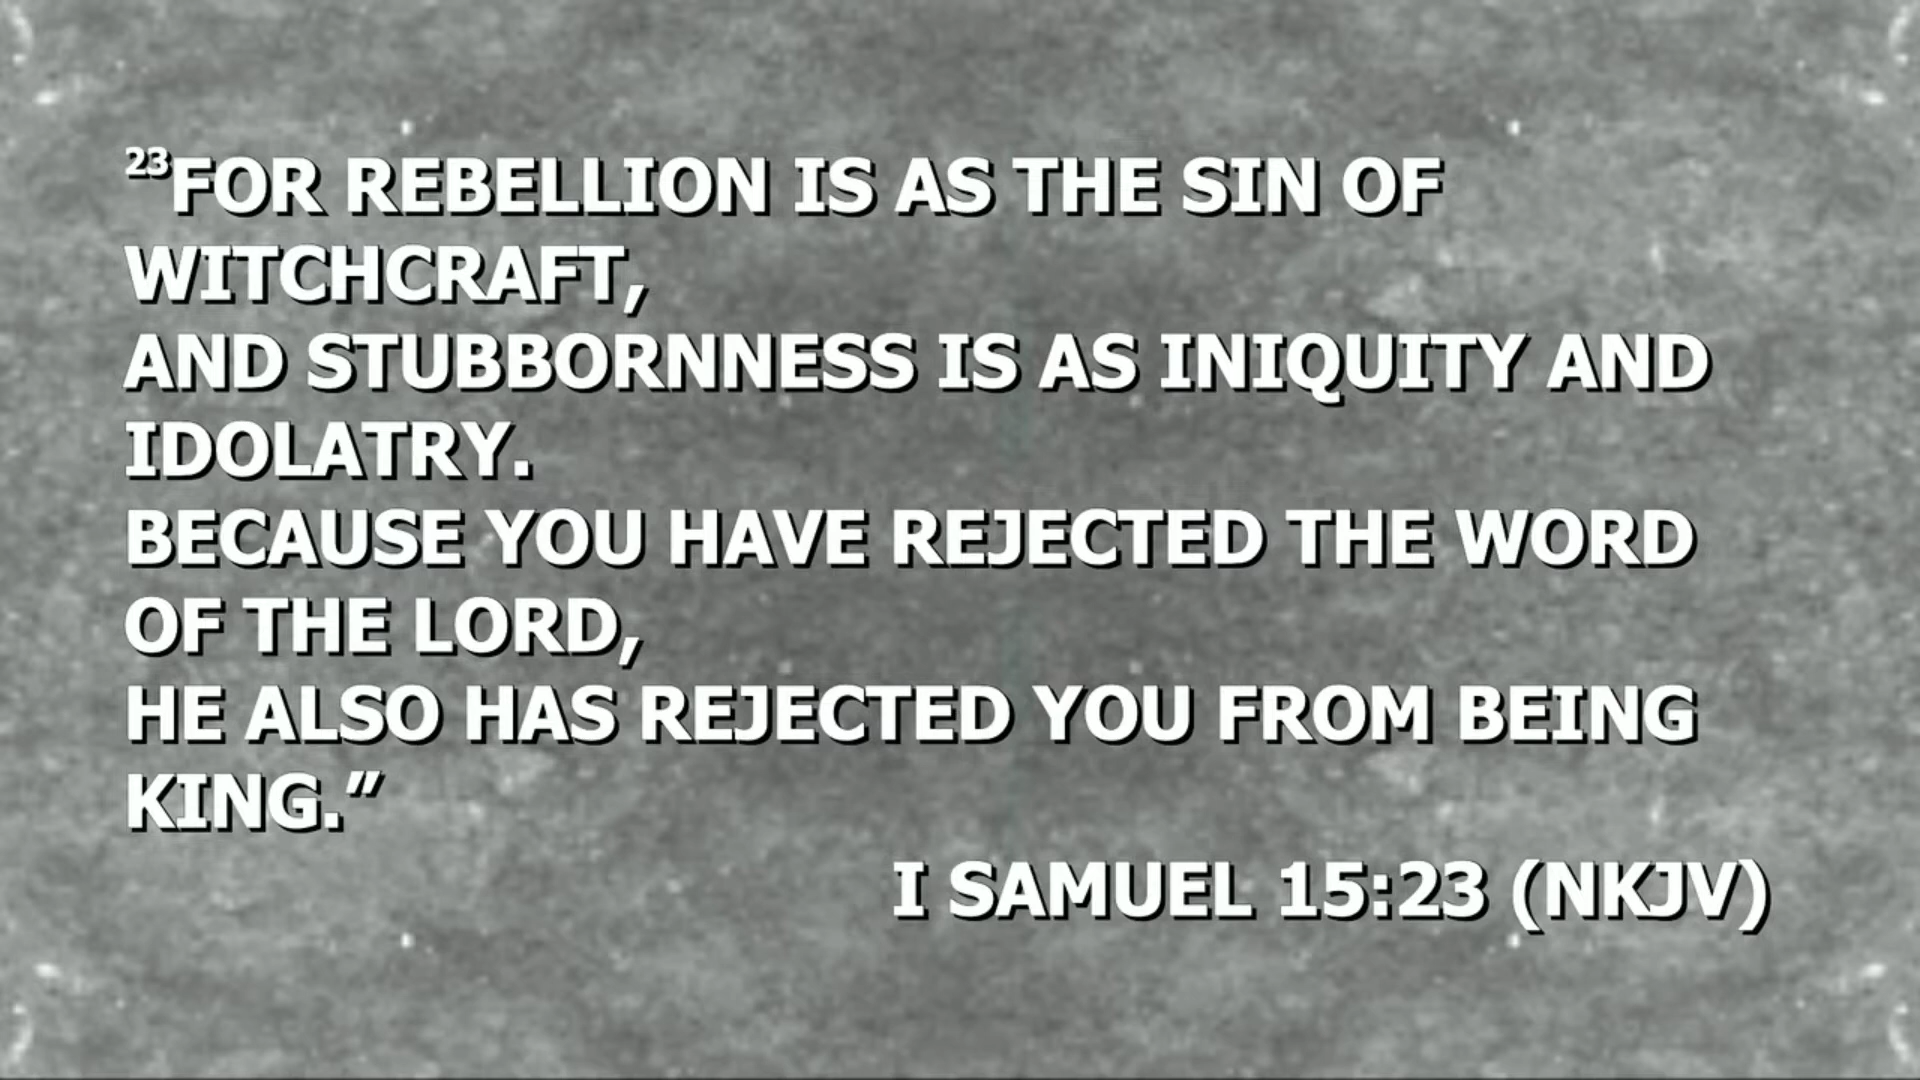 ²³FOR REBELLION IS AS THE SIN OF
WITCHCRAFT,
AND STUBBORNNESS IS AS INIQUITY AND
IDOLATRY.
BECAUSE YOU HAVE REJECTED THE WORD
OF THE LORD,
HE ALSO HAS REJECTED YOU FROM BEING
KING.”
I SAMUEL 15:23 (NKJV)